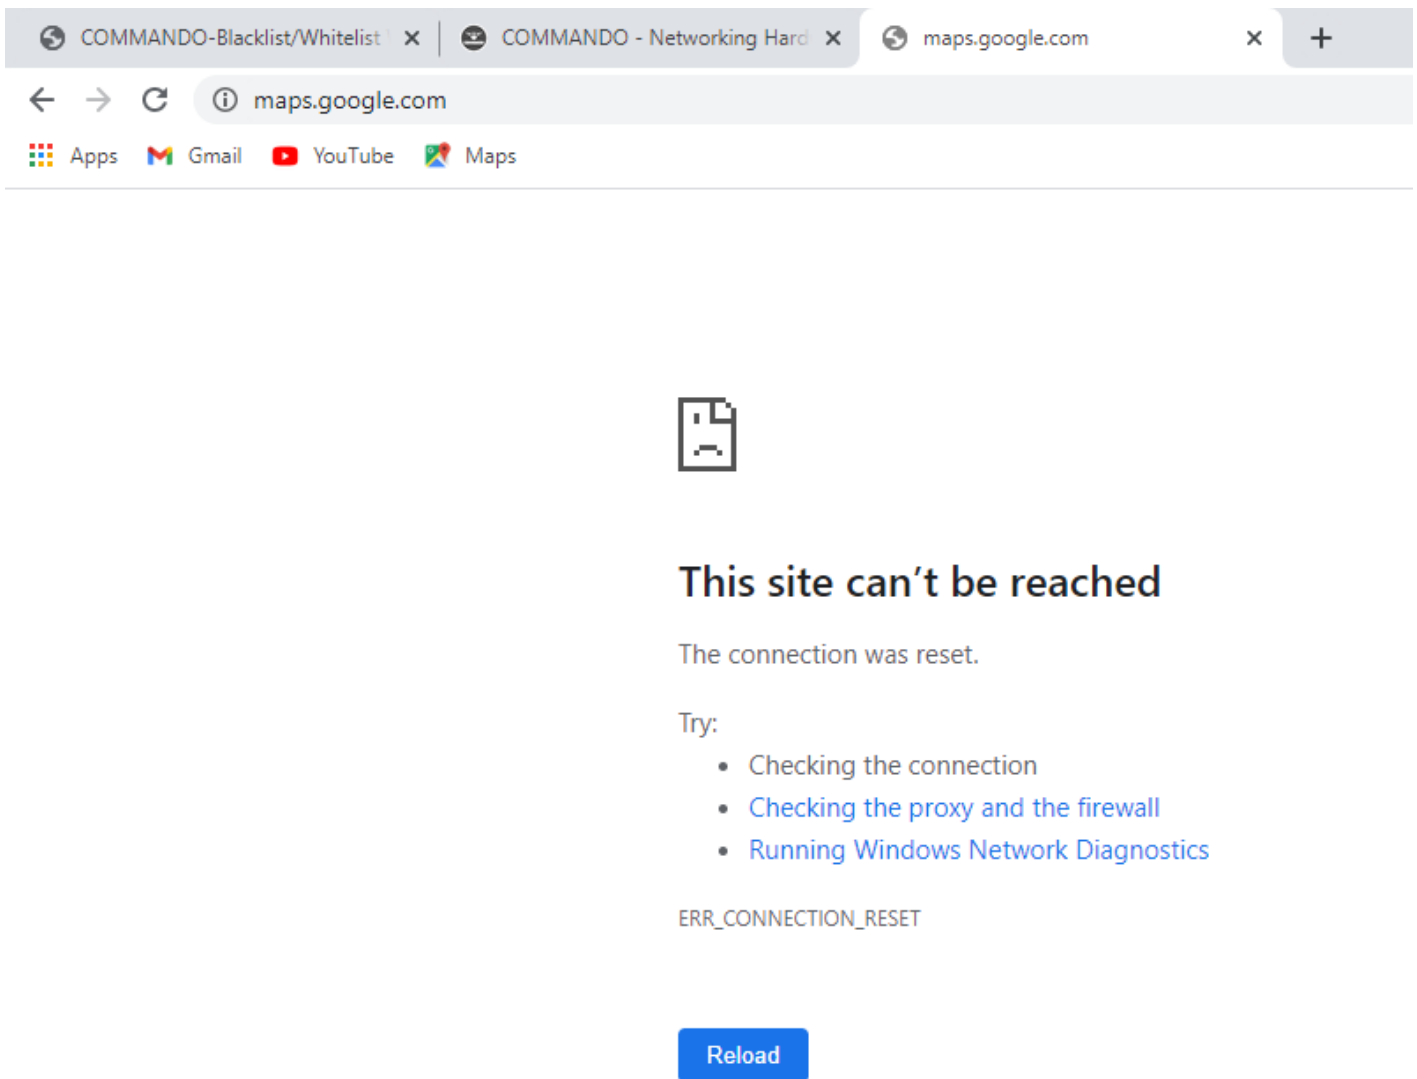 COMMANDO-Blacklist/Whitelist
COMMANDO - Networking Hard
maps.google.com
maps.google.com
Apps Gmail YouTube Maps
This site can’t be reached
The connection was reset.
Try:
• Checking the connection
• Checking the proxy and the firewall
• Running Windows Network Diagnostics
ERR_CONNECTION_RESET
Reload